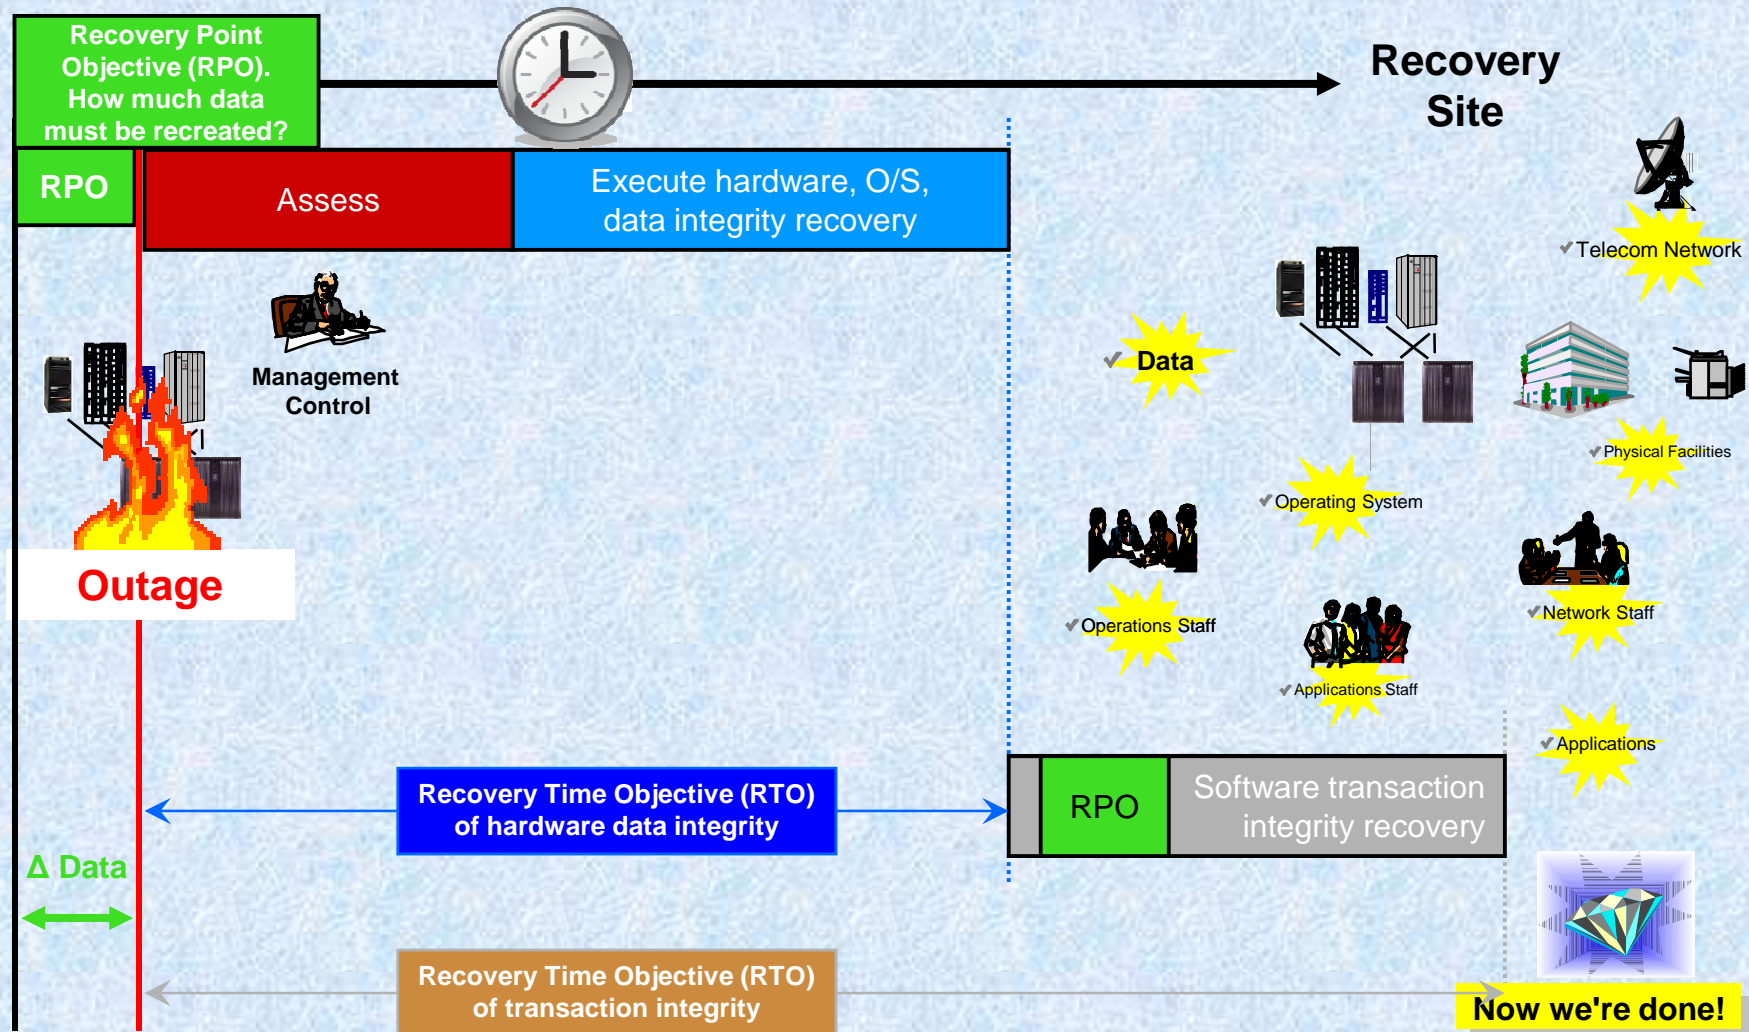 Recovery Point
Objective (RPO).
How much data
must be recreated?
Recovery
Site
RPO
Assess
Execute hardware, O/S,
data integrity recovery
Telecom Network
Management
Control
Data
Physical Facilities
Operating System
Outage
Operations Staff
Network Staff
Applications Staff
Applications
Recovery Time Objective (RTO)
of hardware data integrity
RPO
Software transaction
integrity recovery
Δ Data
Recovery Time Objective (RTO)
of transaction integrity
Now we're done!